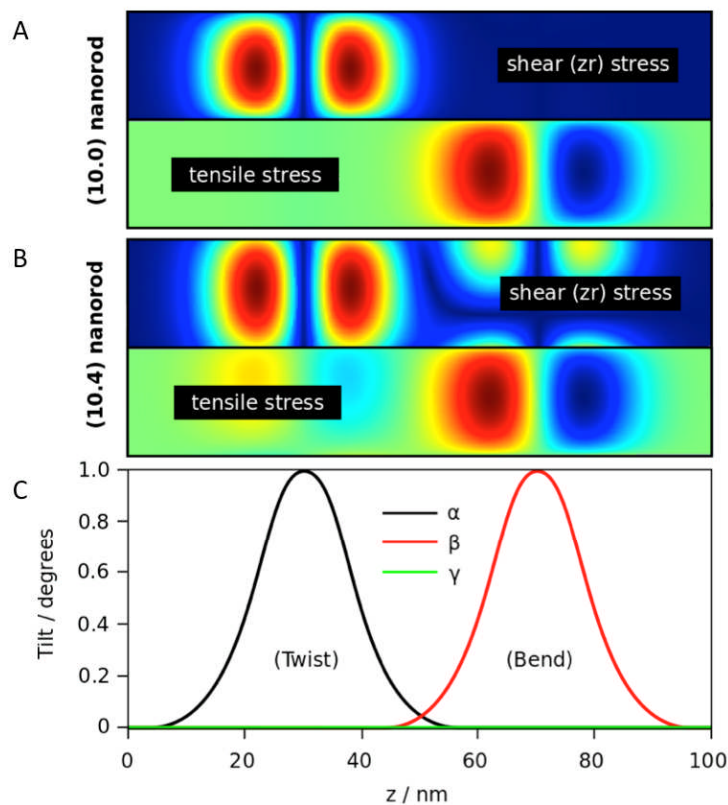 A
(10.0) nanorod
shear (zr) stress
tensile stress
B
(10.4) nanorod
shear (zr) stress
tensile stress
C
Tilt / degrees
1.0
0.8
0.6
0.4
0.2
0
α
β
γ
(Twist)
(Bend)
0
20
40
60
80
100
z / nm